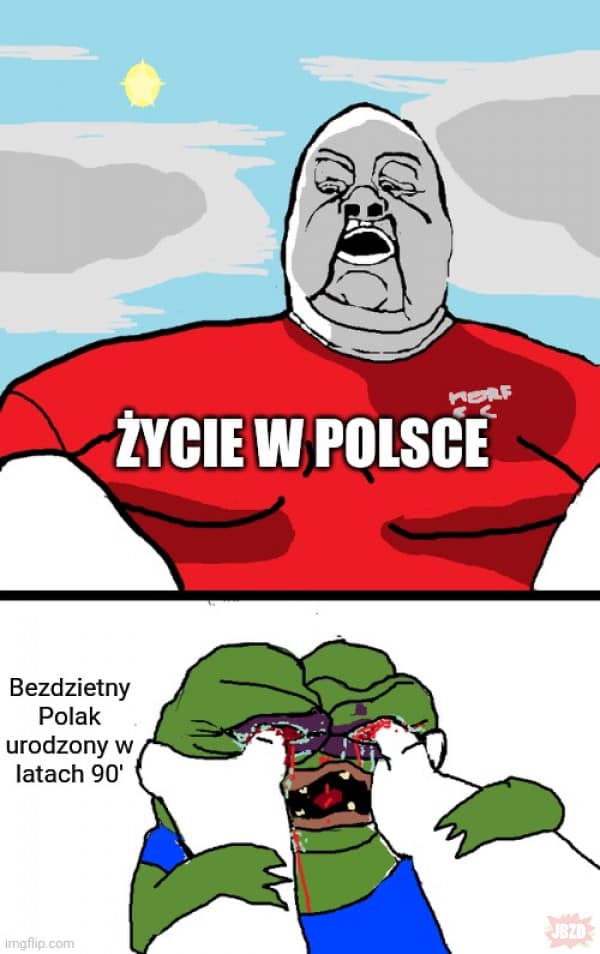 ŻYCIE W POLSCE
Bezdzietny
Polak
urodzony w
latach 90'
imgflip.com
JBZD